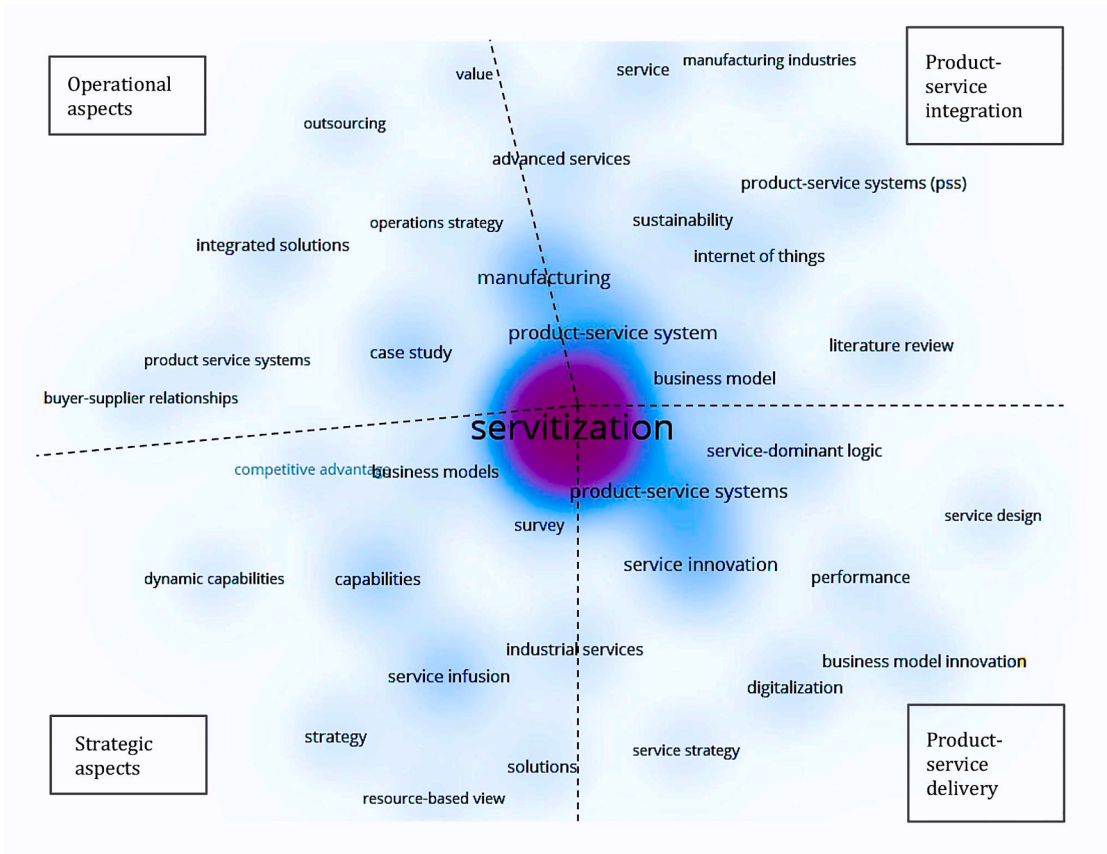 Operational
aspects
value
service
manufacturing industries
Product-
service
integration
outsourcing
advanced services
product-service systems (pss)
operations strategy
sustainability
integrated solutions
internet of things
manufacturing
product-service system
literature review
product service systems
case study
business model
buyer-supplier relationships
servitization
service-dominant logic
competitive advantage
business models
product-service systems
survey
service design
service innovation
dynamic capabilities
capabilities
performance
industrial services
service infusion
business model innovation
digitalization
Strategic
aspects
strategy
service strategy
solutions
resource-based view
Product-
service
delivery